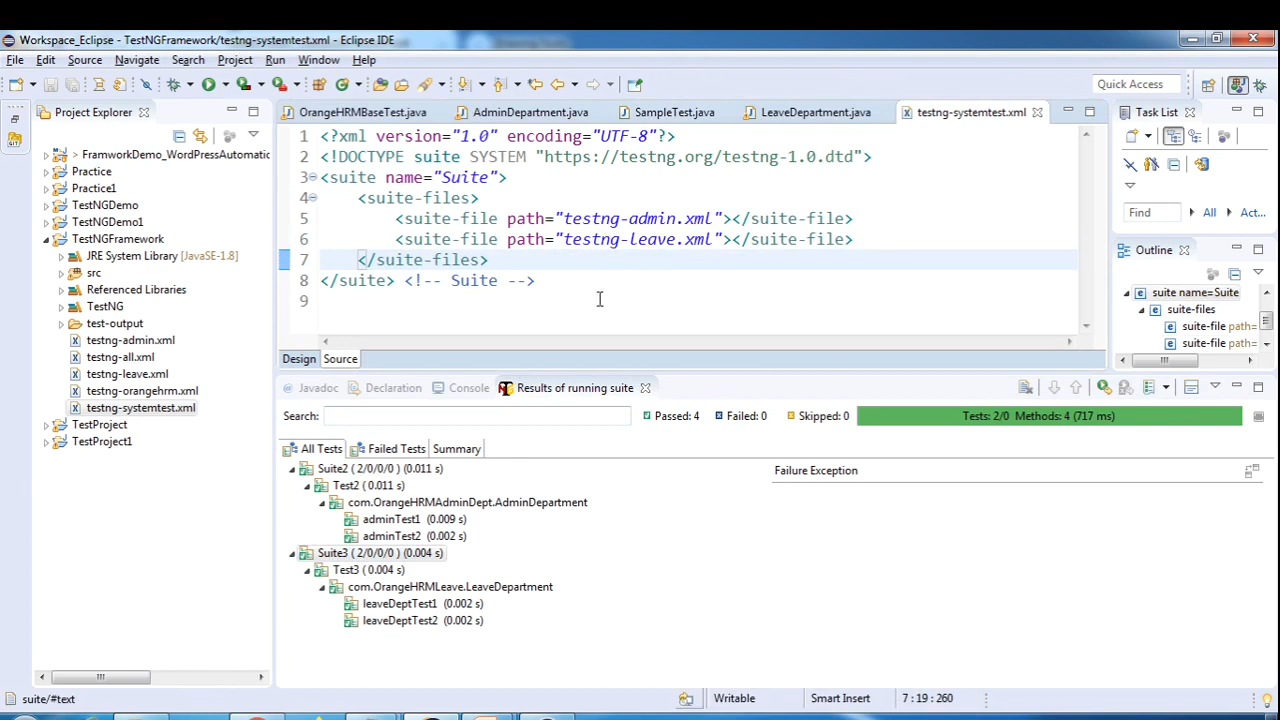 Workspace_Eclipse - TestNGFramework/testng-systemtest.xml - Eclipse IDE
File Edit Source Navigate Search Project Run Window Help
Quick Access
Project Explorer
OrangeHRMBaseTest.java AdminDepartment.java SampleTest.java LeaveDepartment.java testng-systemtest.xml
Task List
> FramworkDemo_WordPressAutomatic
Practice
Practice1
TestNGDemo
TestNGDemo1
TestNGFramework
JRE System Library [JavaSE-1.8]
src
Referenced Libraries
TestNG
test-output
testng-admin.xml
testng-all.xml
testng-leave.xml
testng-orangehrm.xml
testng-systemtest.xml
TestProject
TestProject1
1 <?xml version="1.0" encoding="UTF-8"?>
2 <!DOCTYPE suite SYSTEM "https://testng.org/testng-1.0.dtd">
3 <suite name="Suite">
4 <suite-files>
5 <suite-file path="testng-admin.xml"></suite-file>
6 <suite-file path="testng-leave.xml"></suite-file>
7 </suite-files>
8 </suite> <!-- Suite -->
9
Design Source
Find All Act...
Outline
suite name=Suite
suite-files
suite-file path=
suite-file path=
Javadoc Declaration Console Results of running suite
Search: Passed: 4 Failed: 0 Skipped: 0 Tests: 2/0 Methods: 4 (717 ms)
All Tests Failed Tests Summary
Suite2 ( 2/0/0/0 ) (0.011 s)
Test2 (0.011 s)
com.OrangeHRMAdminDept.AdminDepartment
adminTest1 (0.009 s)
adminTest2 (0.002 s)
Suite3 ( 2/0/0/0 ) (0.004 s)
Test3 (0.004 s)
com.OrangeHRMLeave.LeaveDepartment
leaveDeptTest1 (0.002 s)
leaveDeptTest2 (0.002 s)
Failure Exception
suite/#text Writable Smart Insert 7 : 19 : 260